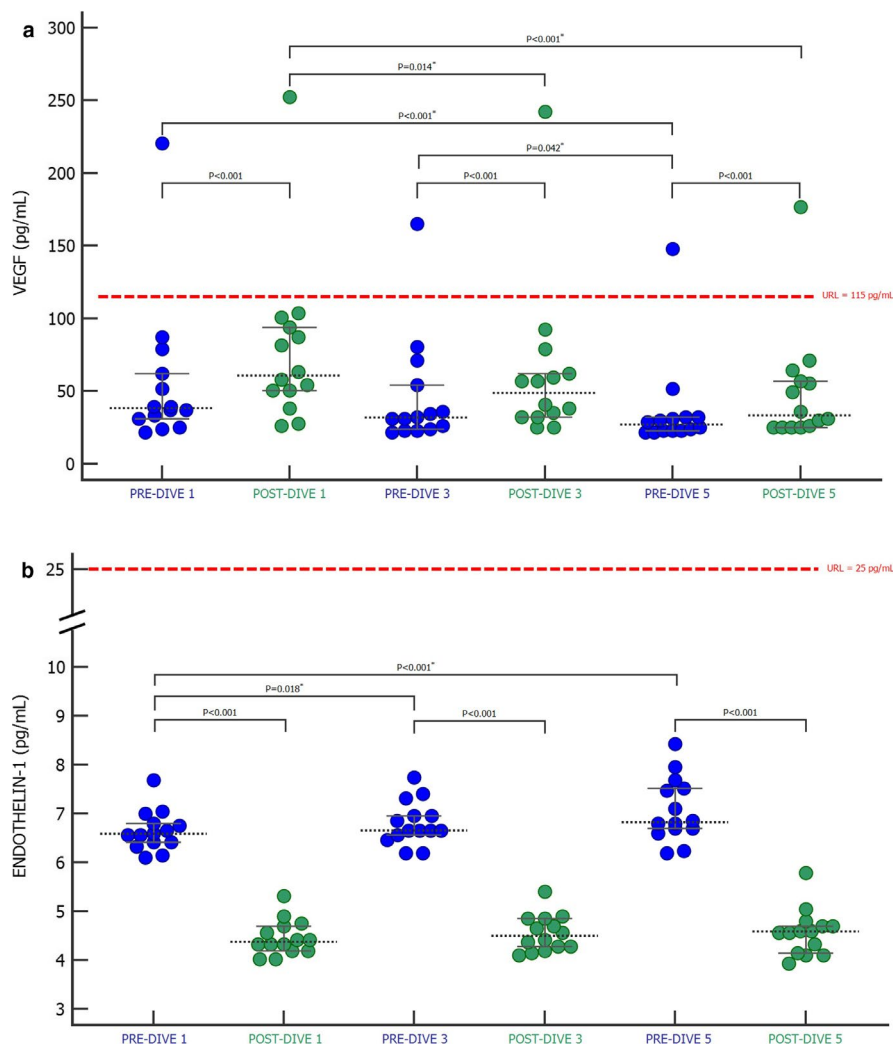 a
300
P<0.001*
P=0.014*
250
P<0.001*
P=0.042*
200
P<0.001
P<0.001
P<0.001
VEGF (pg/mL)
150
URL = 115 pg/mL
100
50
0
PRE-DIVE 1 POST-DIVE 1 PRE-DIVE 3 POST-DIVE 3 PRE-DIVE 5 POST-DIVE 5
b
25
URL = 25 pg/mL
10
P<0.001*
P=0.018*
9
P<0.001
P<0.001
P<0.001
ENDOTHELIN-1 (pg/mL)
8
7
6
5
4
3
PRE-DIVE 1 POST-DIVE 1 PRE-DIVE 3 POST-DIVE 3 PRE-DIVE 5 POST-DIVE 5